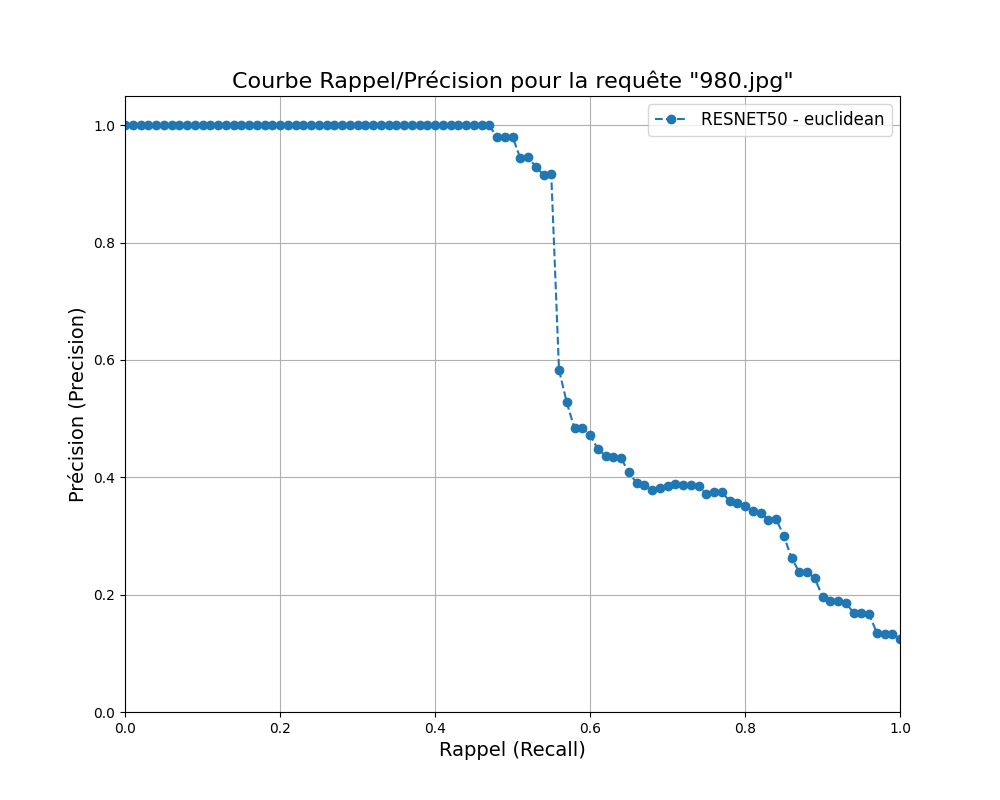 Courbe Rappel/Précision pour la requête "980.jpg"
RESNET50 - euclidean
1.0
0.8
0.6
0.4
0.2
0.0
Précision (Precision)
0.0 0.2 0.4 0.6 0.8 1.0
Rappel (Recall)